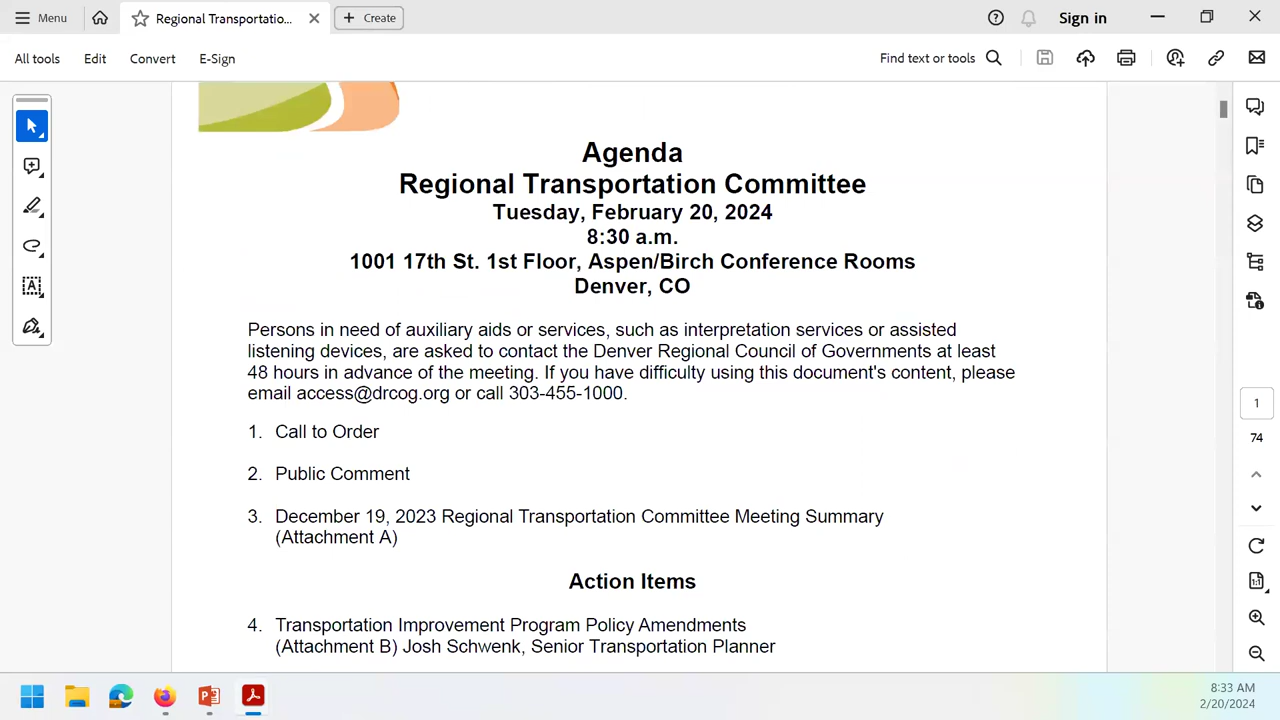 Menu
Regional Transportatio...
Create
Sign in
All tools
Edit
Convert
E-Sign
Find text or tools
Agenda
Regional Transportation Committee
Tuesday, February 20, 2024
8:30 a.m.
1001 17th St. 1st Floor, Aspen/Birch Conference Rooms
Denver, CO
Persons in need of auxiliary aids or services, such as interpretation services or assisted
listening devices, are asked to contact the Denver Regional Council of Governments at least
48 hours in advance of the meeting. If you have difficulty using this document's content, please
email access@drcog.org or call 303-455-1000.
1. Call to Order
2. Public Comment
3. December 19, 2023 Regional Transportation Committee Meeting Summary
(Attachment A)
Action Items
4. Transportation Improvement Program Policy Amendments
(Attachment B) Josh Schwenk, Senior Transportation Planner
1
74
8:33 AM
2/20/2024